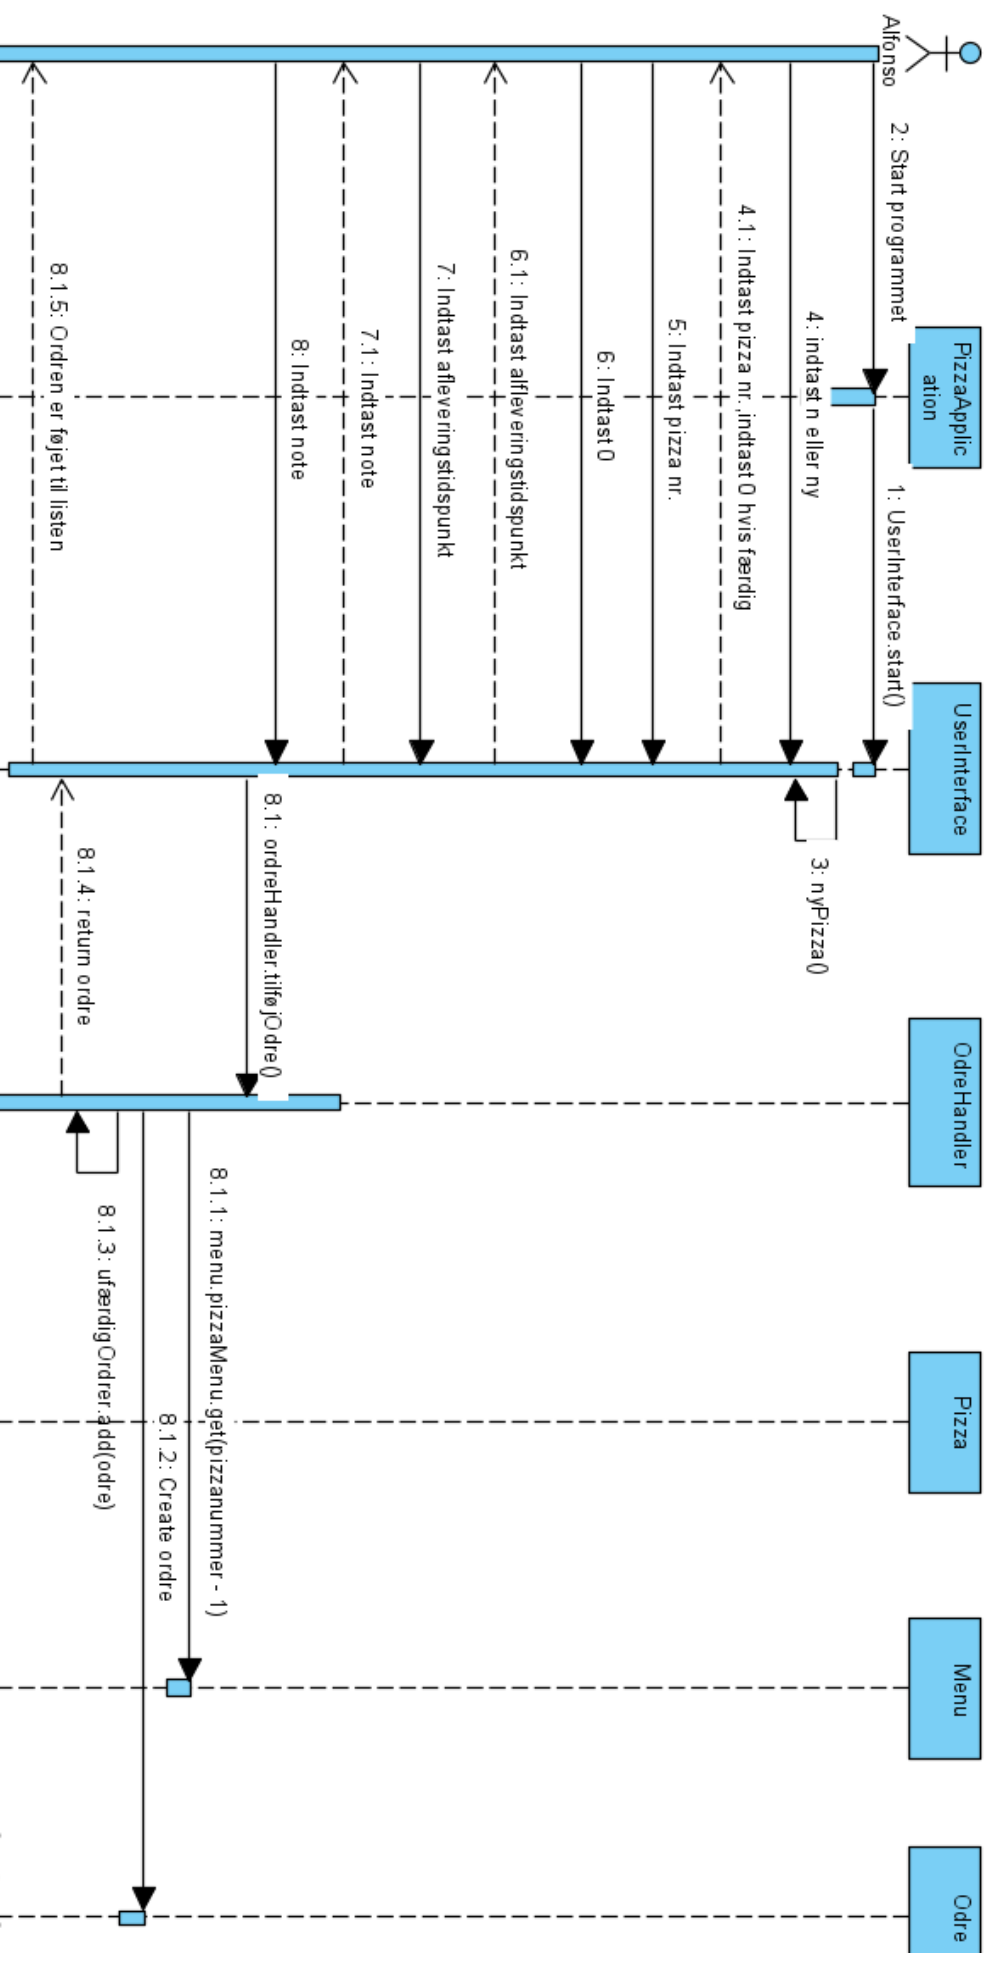 Alfonso
PizzaApplic
ation
UserInterface
OdreHandler
Pizza
Menu
Odre
2: Start programmet
1: UserInterface.start()
3: nyPizza()
4: indtast n eller ny
4.1: Indtast pizza nr.,indtast 0 hvis færdig
5: Indtast pizza nr.
6: Indtast 0
6.1: Indtast alfleveringstidspunkt
7: Indtast afleveringstidspunkt
7.1: Indtast note
8: Indtast note
8.1: ordreHandler.tilføjOdre()
8.1.1: menu.pizzaMenu.get(pizzanummer - 1)
8.1.2: Create ordre
8.1.3: ufærdigOrdrer.add(odre)
8.1.4: return ordre
8.1.5: Ordren er føjet til listen